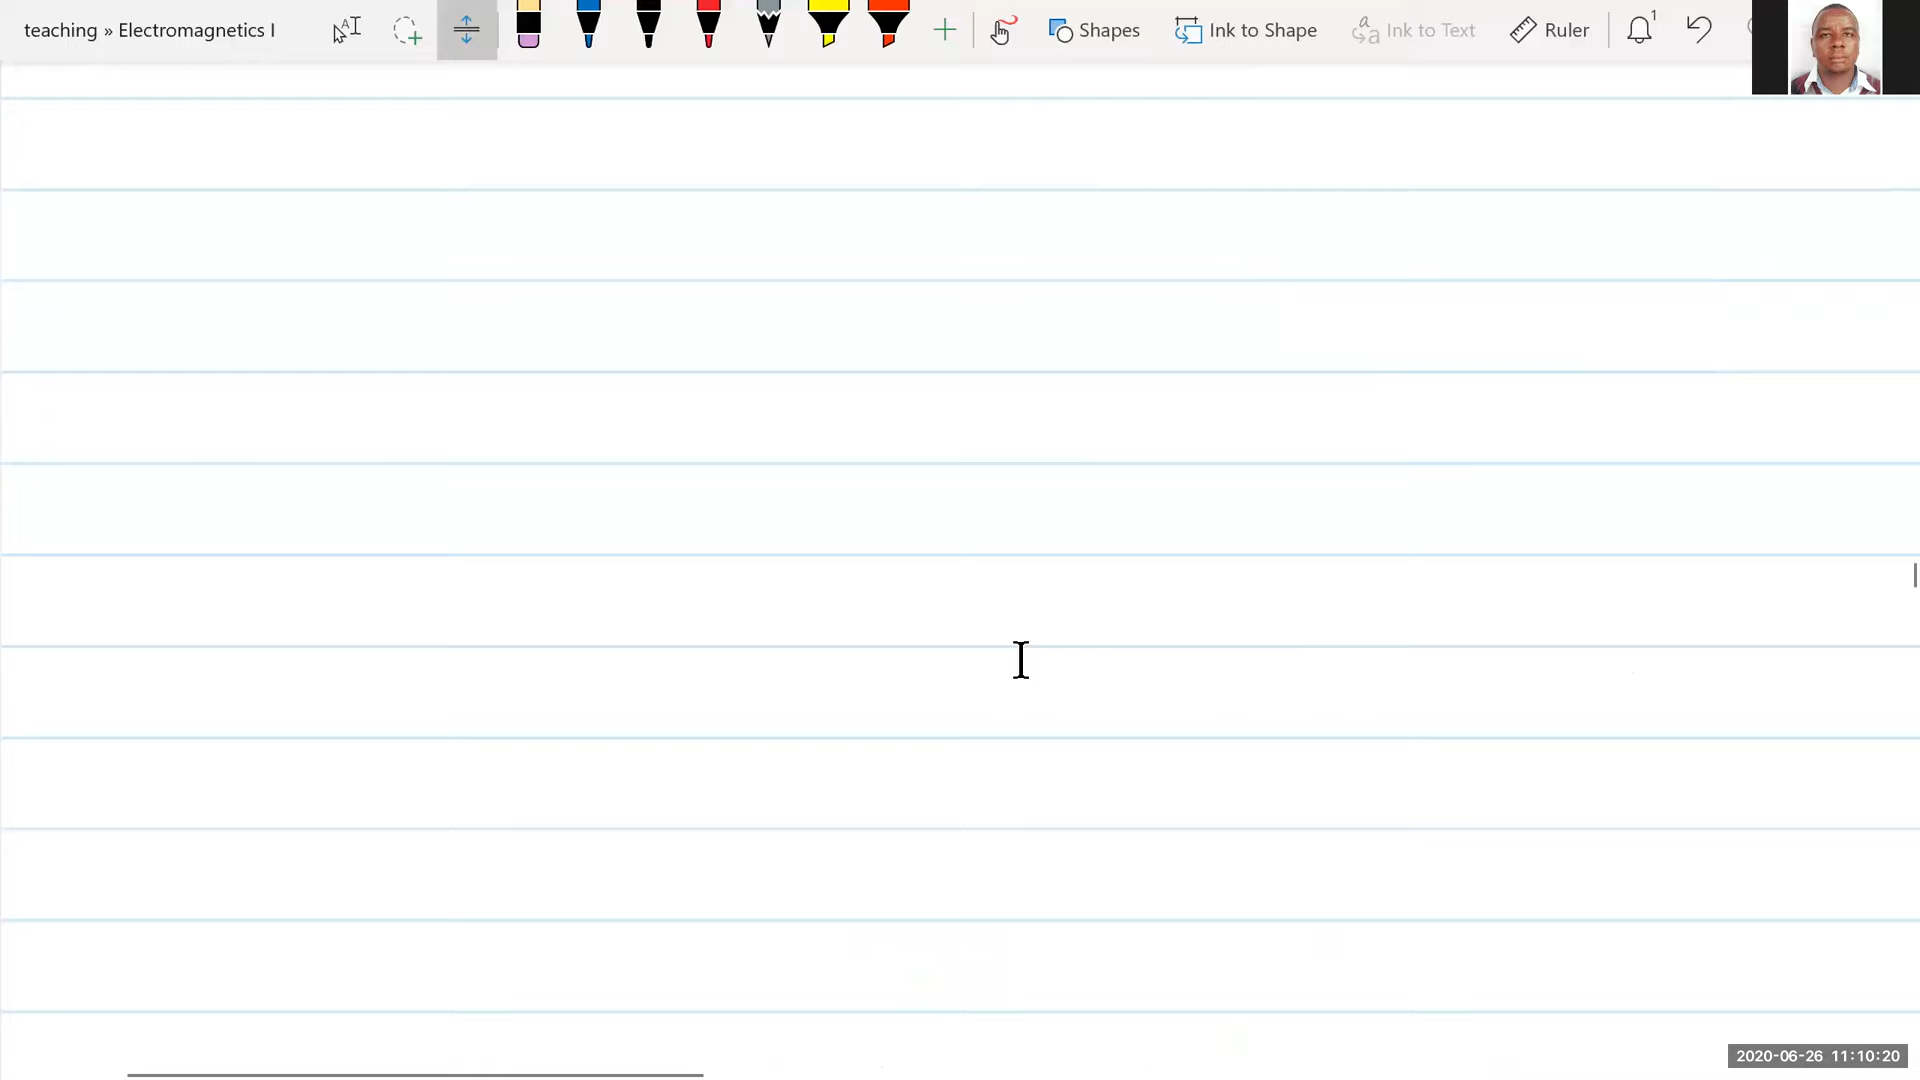 teaching » Electromagnetics I
Shapes
Ink to Shape
Ink to Text
Ruler
1
2020-06-26 11:10:20